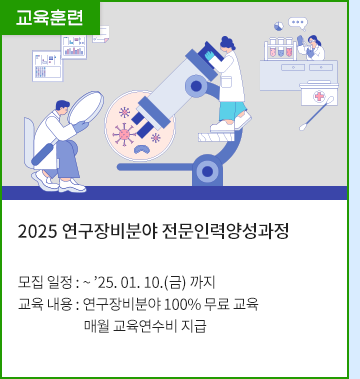 교육훈련
2025 연구장비분야 전문인력양성과정
모집 일정 : ~ ’25. 01. 10.(금) 까지
교육 내용 : 연구장비분야 100% 무료 교육
매월 교육연수비 지급